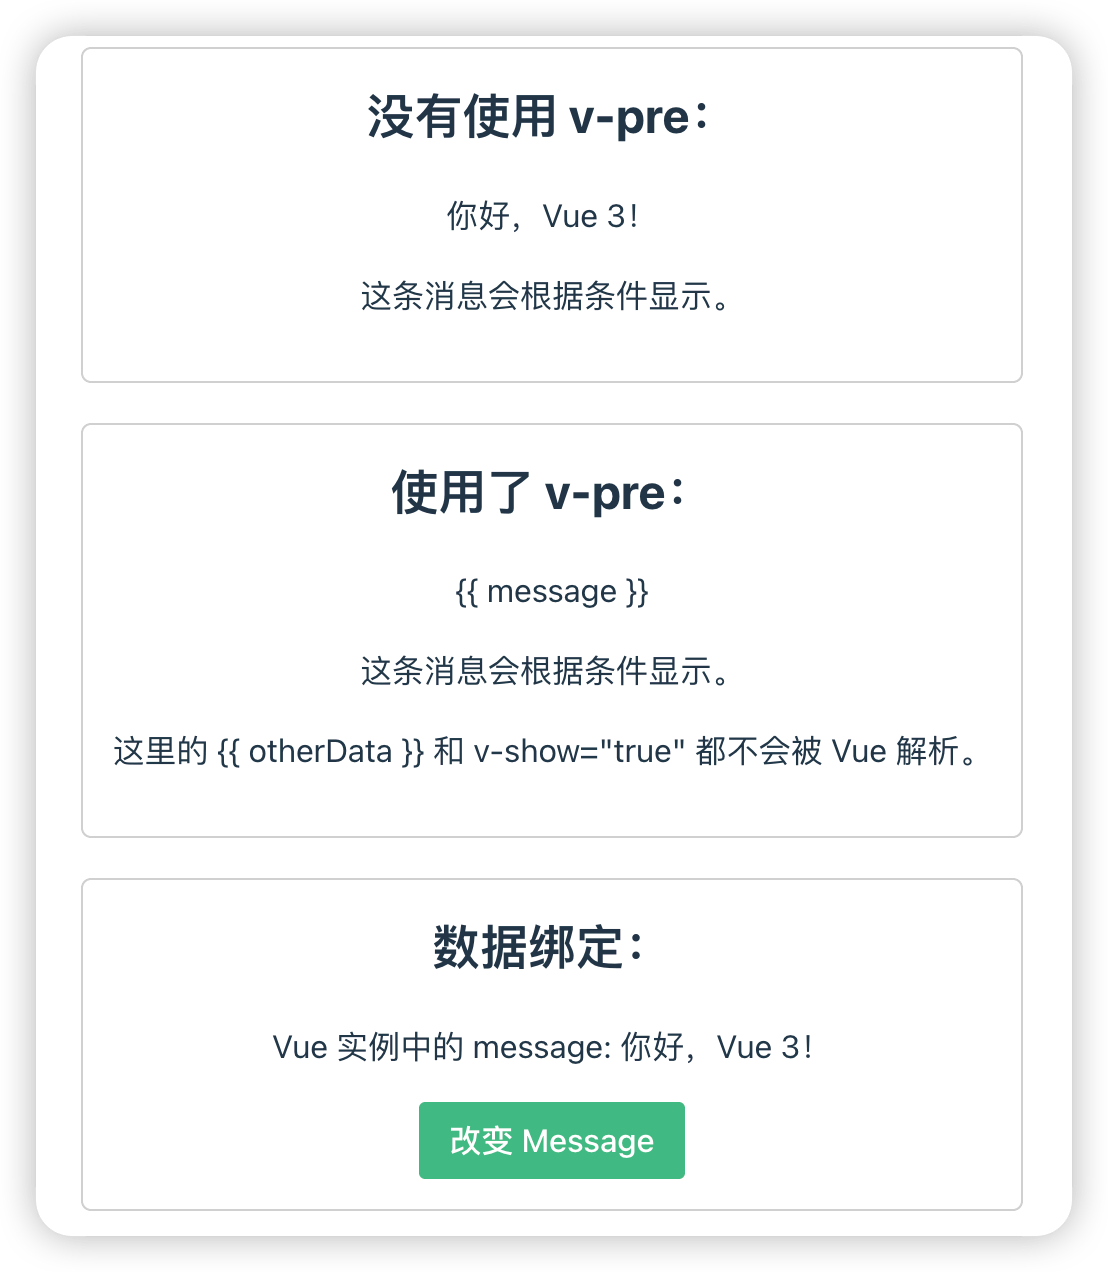 没有使用 v-pre：
你好，Vue 3！
这条消息会根据条件显示。
使用了 v-pre：
{{ message }}
这条消息会根据条件显示。
这里的 {{ otherData }} 和 v-show="true" 都不会被 Vue 解析。
数据绑定：
Vue 实例中的 message: 你好，Vue 3！
改变 Message